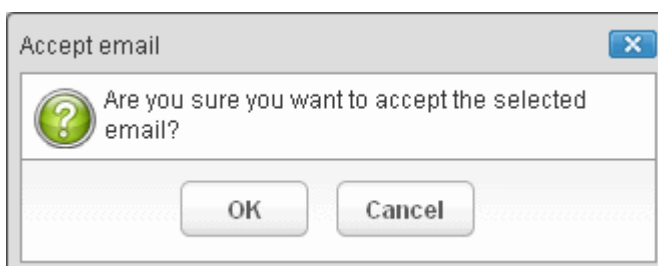 Accept email
Are you sure you want to accept the selected
email?
OK
Cancel